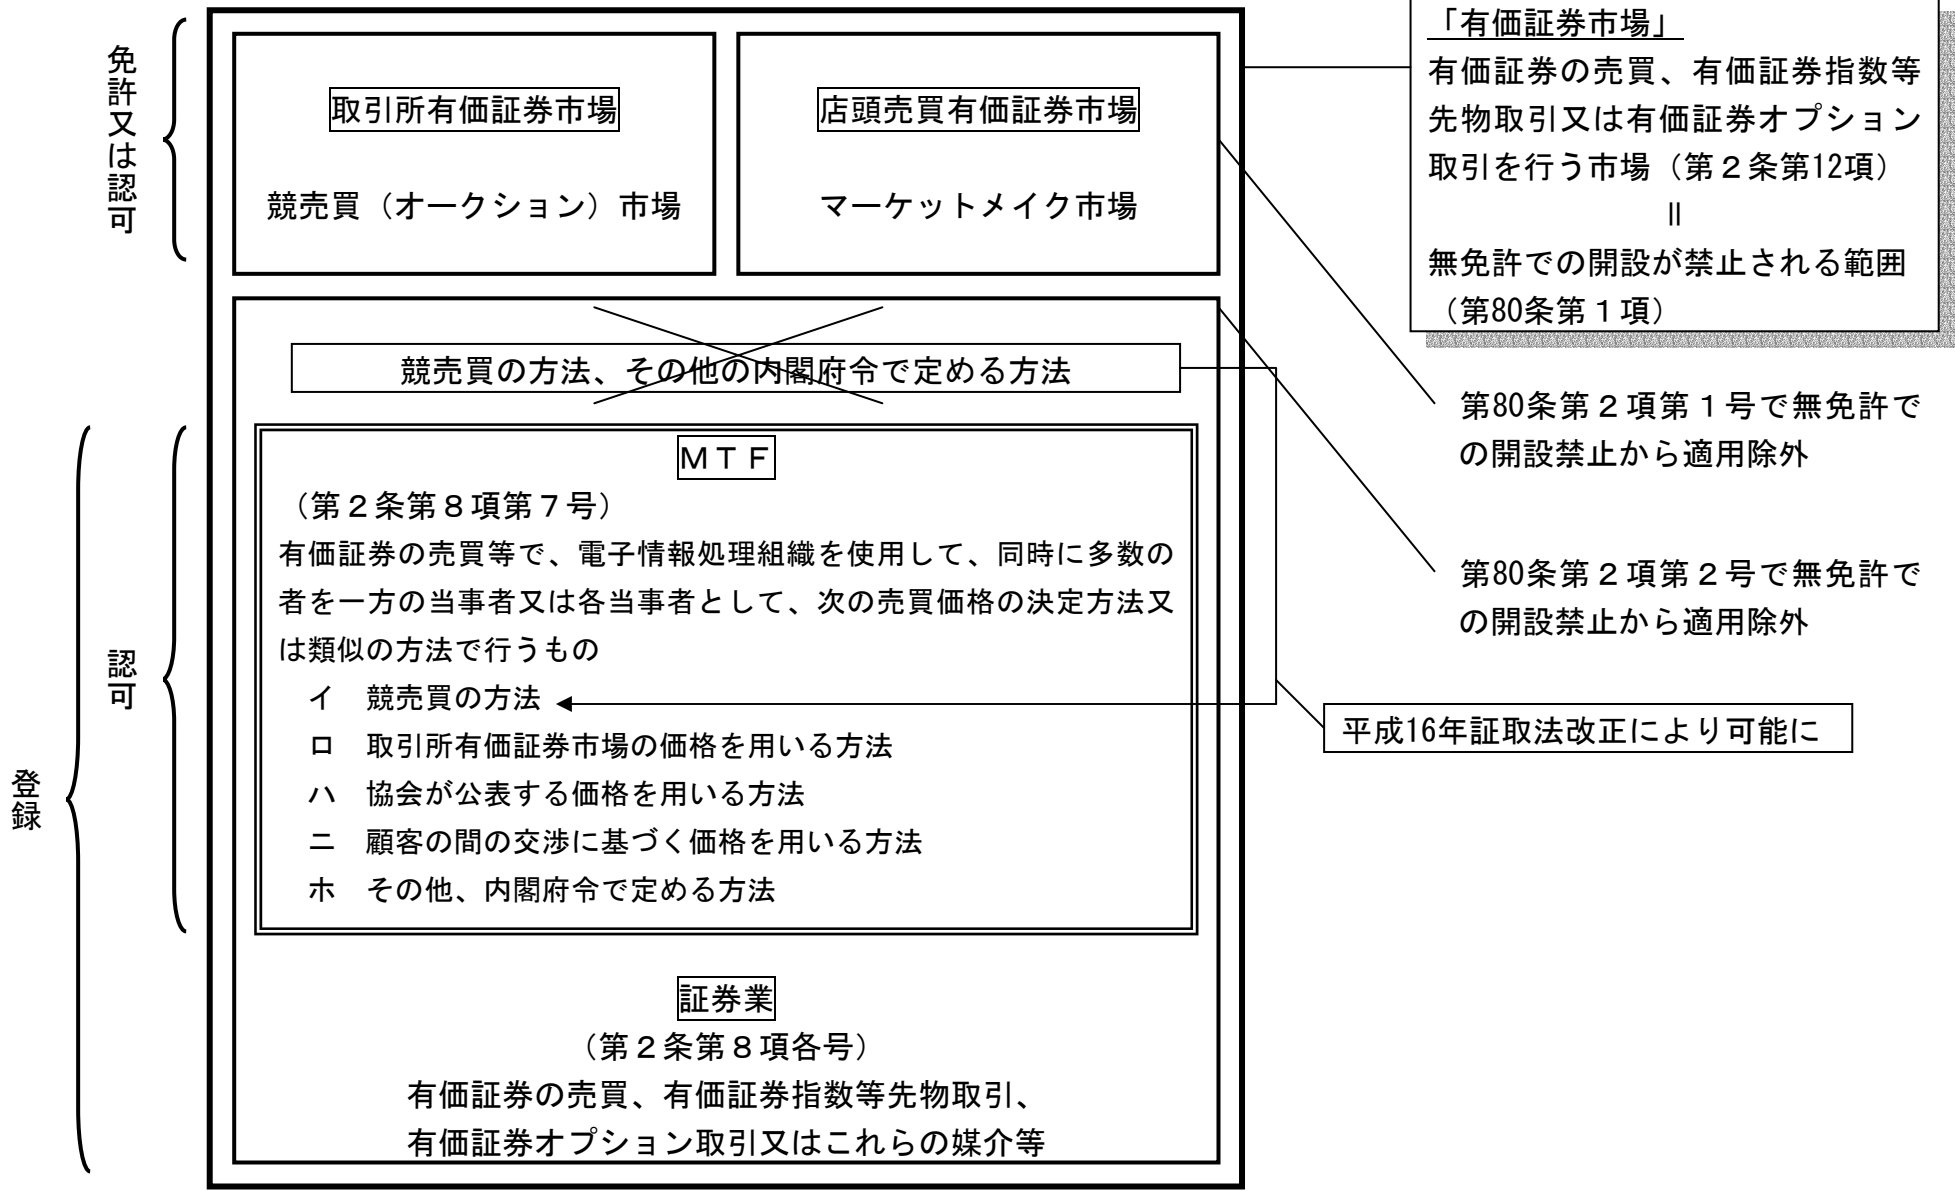 免許又は認可
取引所有価証券市場
競売買（オークション）市場
店頭売買有価証券市場
マーケットメイク市場
「有価証券市場」
有価証券の売買、有価証券指数等
先物取引又は有価証券オプション
取引を行う市場（第２条第12項）
＝
無免許での開設が禁止される範囲
（第80条第１項）
競売買の方法、その他の内閣府令で定める方法
第80条第２項第１号で無免許で
の開設禁止から適用除外
第80条第２項第２号で無免許で
の開設禁止から適用除外
平成16年証取法改正により可能に
登録
認可
ＭＴＦ
（第２条第８項第７号）
有価証券の売買等で、電子情報処理組織を使用して、同時に多数の
者を一方の当事者又は各当事者として、次の売買価格の決定方法又
は類似の方法で行うもの
イ　競売買の方法
ロ　取引所有価証券市場の価格を用いる方法
ハ　協会が公表する価格を用いる方法
ニ　顧客の間の交渉に基づく価格を用いる方法
ホ　その他、内閣府令で定める方法
証券業
（第２条第８項各号）
有価証券の売買、有価証券指数等先物取引、
有価証券オプション取引又はこれらの媒介等